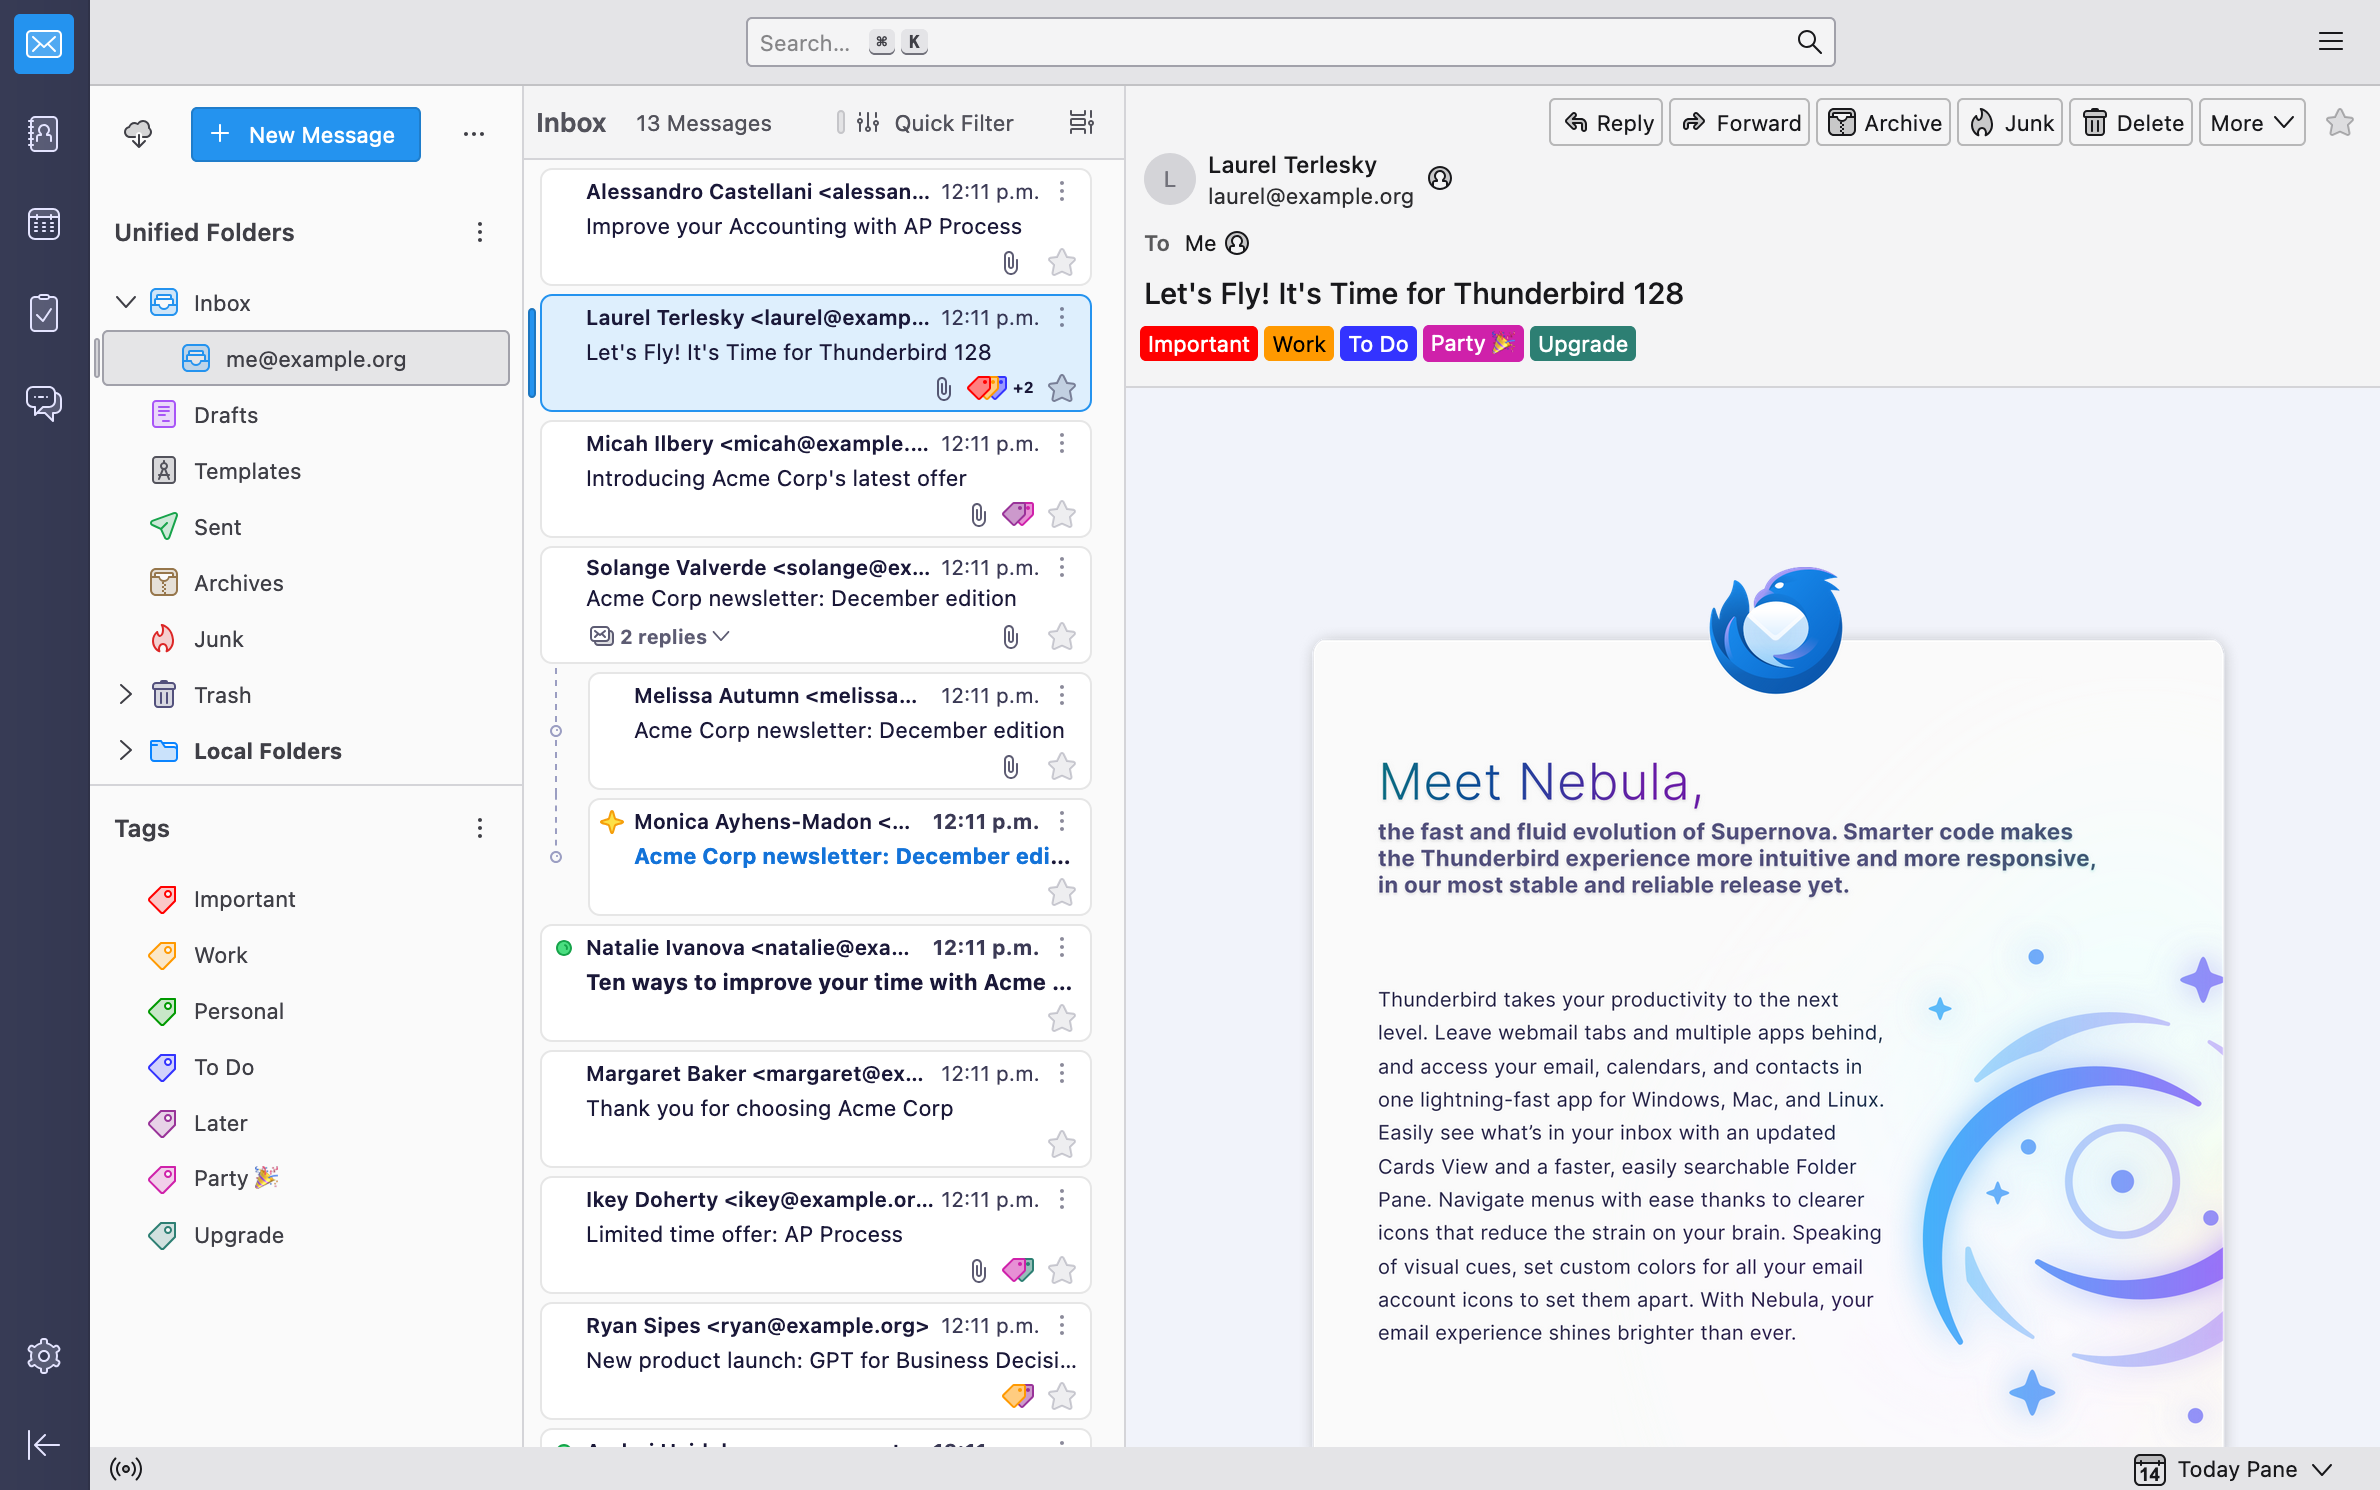 Search... ⌘ K
New Message
Unified Folders
Inbox
me@example.org
Drafts
Templates
Sent
Archives
Junk
Trash
Local Folders
Tags
Important
Work
Personal
To Do
Later
Party 🎉
Upgrade
Inbox 13 Messages Quick Filter
Alessandro Castellani <alessan... 12:11 p.m.
Improve your Accounting with AP Process
Laurel Terlesky <laurel@examp... 12:11 p.m.
Let's Fly! It's Time for Thunderbird 128
+2
Micah Ilbery <micah@example.... 12:11 p.m.
Introducing Acme Corp's latest offer
Solange Valverde <solange@ex... 12:11 p.m.
Acme Corp newsletter: December edition
2 replies
Melissa Autumn <melissa... 12:11 p.m.
Acme Corp newsletter: December edition
Monica Ayhens-Madon <... 12:11 p.m.
Acme Corp newsletter: December edi...
Natalie Ivanova <natalie@exa... 12:11 p.m.
Ten ways to improve your time with Acme ...
Margaret Baker <margaret@ex... 12:11 p.m.
Thank you for choosing Acme Corp
Ikey Doherty <ikey@example.or... 12:11 p.m.
Limited time offer: AP Process
Ryan Sipes <ryan@example.org> 12:11 p.m.
New product launch: GPT for Business Decisi...
Reply Forward Archive Junk Delete More
L
Laurel Terlesky
laurel@example.org
To Me
Let's Fly! It's Time for Thunderbird 128
Important Work To Do Party 🎉 Upgrade
Meet Nebula,
the fast and fluid evolution of Supernova. Smarter code makes
the Thunderbird experience more intuitive and more responsive,
in our most stable and reliable release yet.
Thunderbird takes your productivity to the next
level. Leave webmail tabs and multiple apps behind,
and access your email, calendars, and contacts in
one lightning-fast app for Windows, Mac, and Linux.
Easily see what’s in your inbox with an updated
Cards View and a faster, easily searchable Folder
Pane. Navigate menus with ease thanks to clearer
icons that reduce the strain on your brain. Speaking
of visual cues, set custom colors for all your email
account icons to set them apart. With Nebula, your
email experience shines brighter than ever.
14 Today Pane